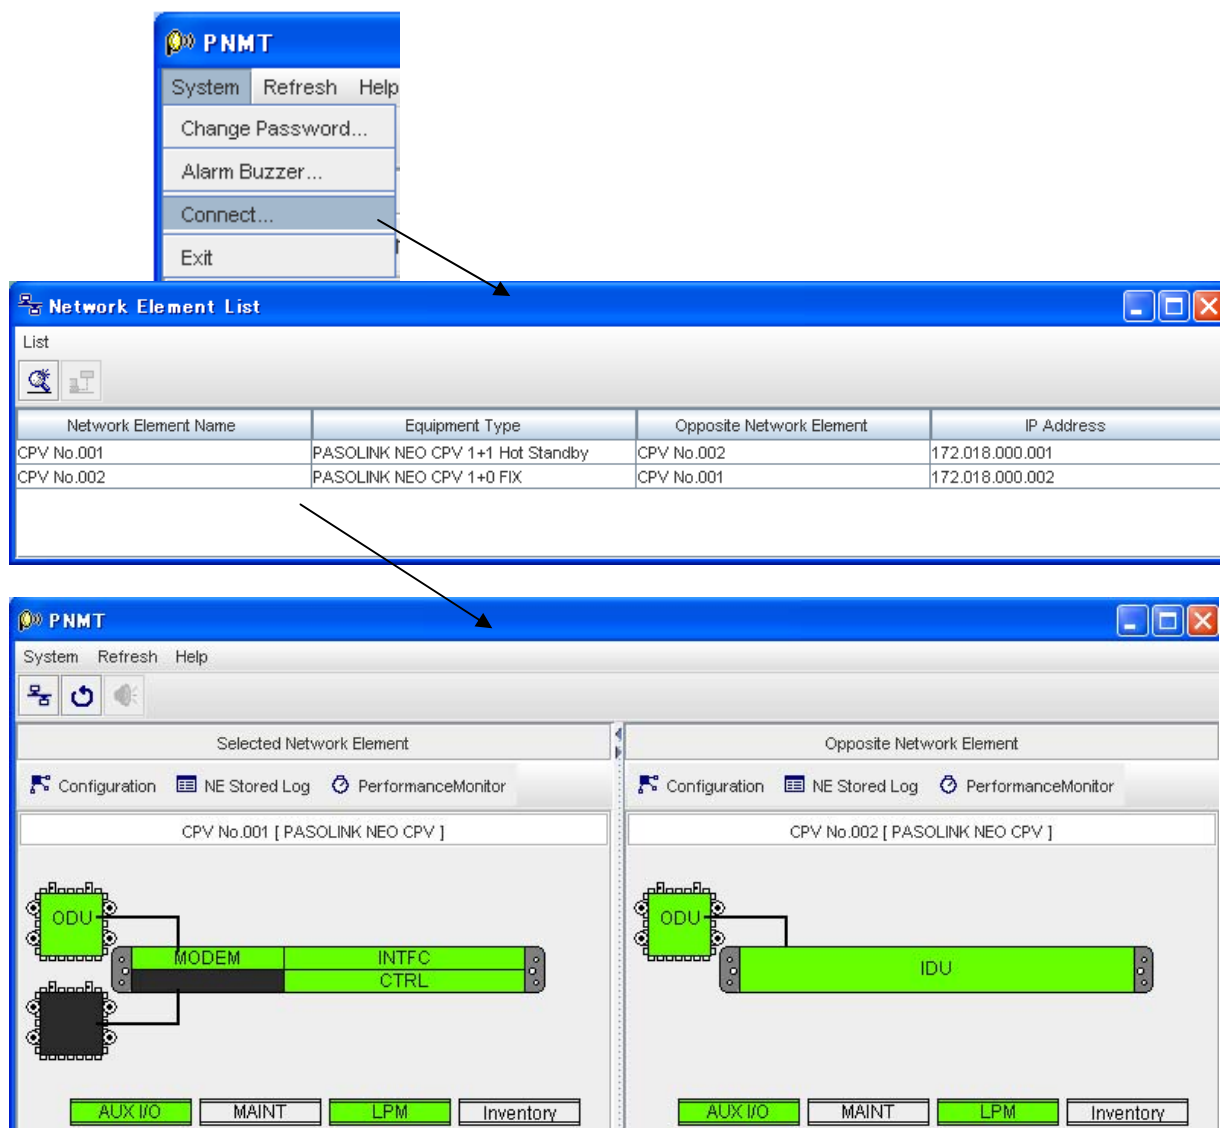 PNMT
System Refresh Help
Change Password...
Alarm Buzzer...
Connect...
Exit
Network Element List
List
Network Element Name Equipment Type Opposite Network Element IP Address
CPV No.001 PASOLINK NEO CPV 1+1 Hot Standby CPV No.002 172.018.000.001
CPV No.002 PASOLINK NEO CPV 1+0 FIX CPV No.001 172.018.000.002
PNMT
System Refresh Help
Selected Network Element Opposite Network Element
Configuration NE Stored Log PerformanceMonitor Configuration NE Stored Log PerformanceMonitor
CPV No.001 [ PASOLINK NEO CPV ] CPV No.002 [ PASOLINK NEO CPV ]
ODU ODU
MODEM INTFC IDU
CTRL
AUX I/O MAINT LPM Inventory AUX I/O MAINT LPM Inventory